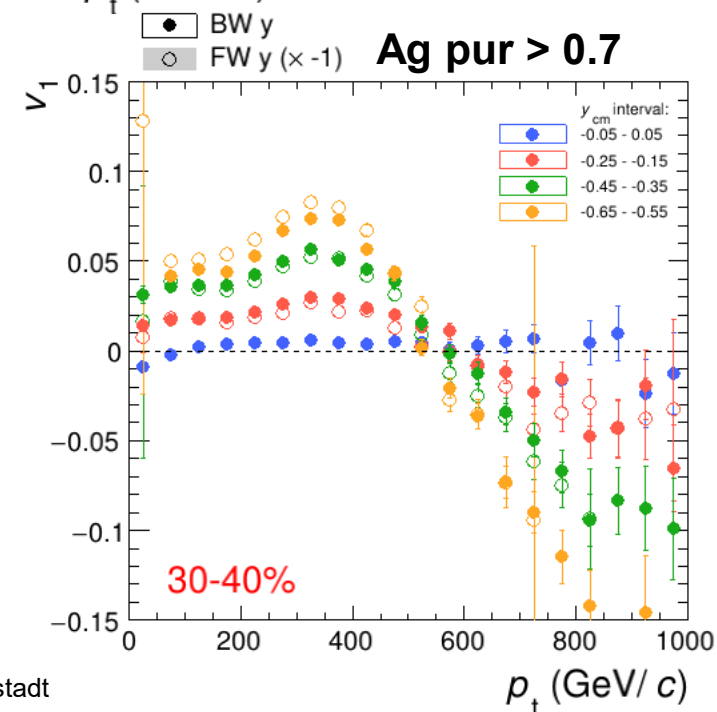 BW y
FW y (× -1)
Ag pur > 0.7
v₁
0.15
0.1
0.05
0
−0.05
−0.1
−0.15
y_cm interval:
-0.05 - 0.05
-0.25 - -0.15
-0.45 - -0.35
-0.65 - -0.55
30-40%
0 200 400 600 800 1000
p_t (GeV/ c)
stadt